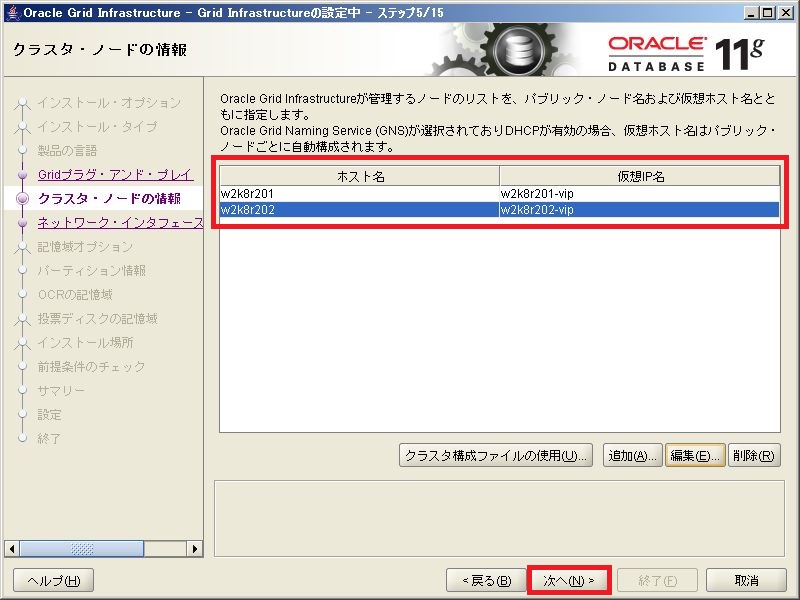 Oracle Grid Infrastructure - Grid Infrastructureの設定中 - ステップ5/15
クラスタ・ノードの情報
ORACLE
DATABASE 11g
インストール・オプション
インストール・タイプ
製品の言語
Gridプラグ・アンド・プレイ
クラスタ・ノードの情報
ネットワーク・インタフェース
記憶域オプション
パーティション情報
OCRの記憶域
投票ディスクの記憶域
インストール場所
前提条件のチェック
サマリー
設定
終了
Oracle Grid Infrastructureが管理するノードのリストを、パブリック・ノード名および仮想ホスト名とと
もに指定します。
Oracle Grid Naming Service (GNS)が選択されておりDHCPが有効の場合、仮想ホスト名はパブリック・
ノードごとに自動構成されます。
ホスト名 仮想IP名
w2k8r201 w2k8r201-vip
w2k8r202 w2k8r202-vip
クラスタ構成ファイルの使用(U)... 追加(A)... 編集(E)... 削除(R)
ヘルプ(H) < 戻る(B) 次へ(N) > 終了(F) 取消